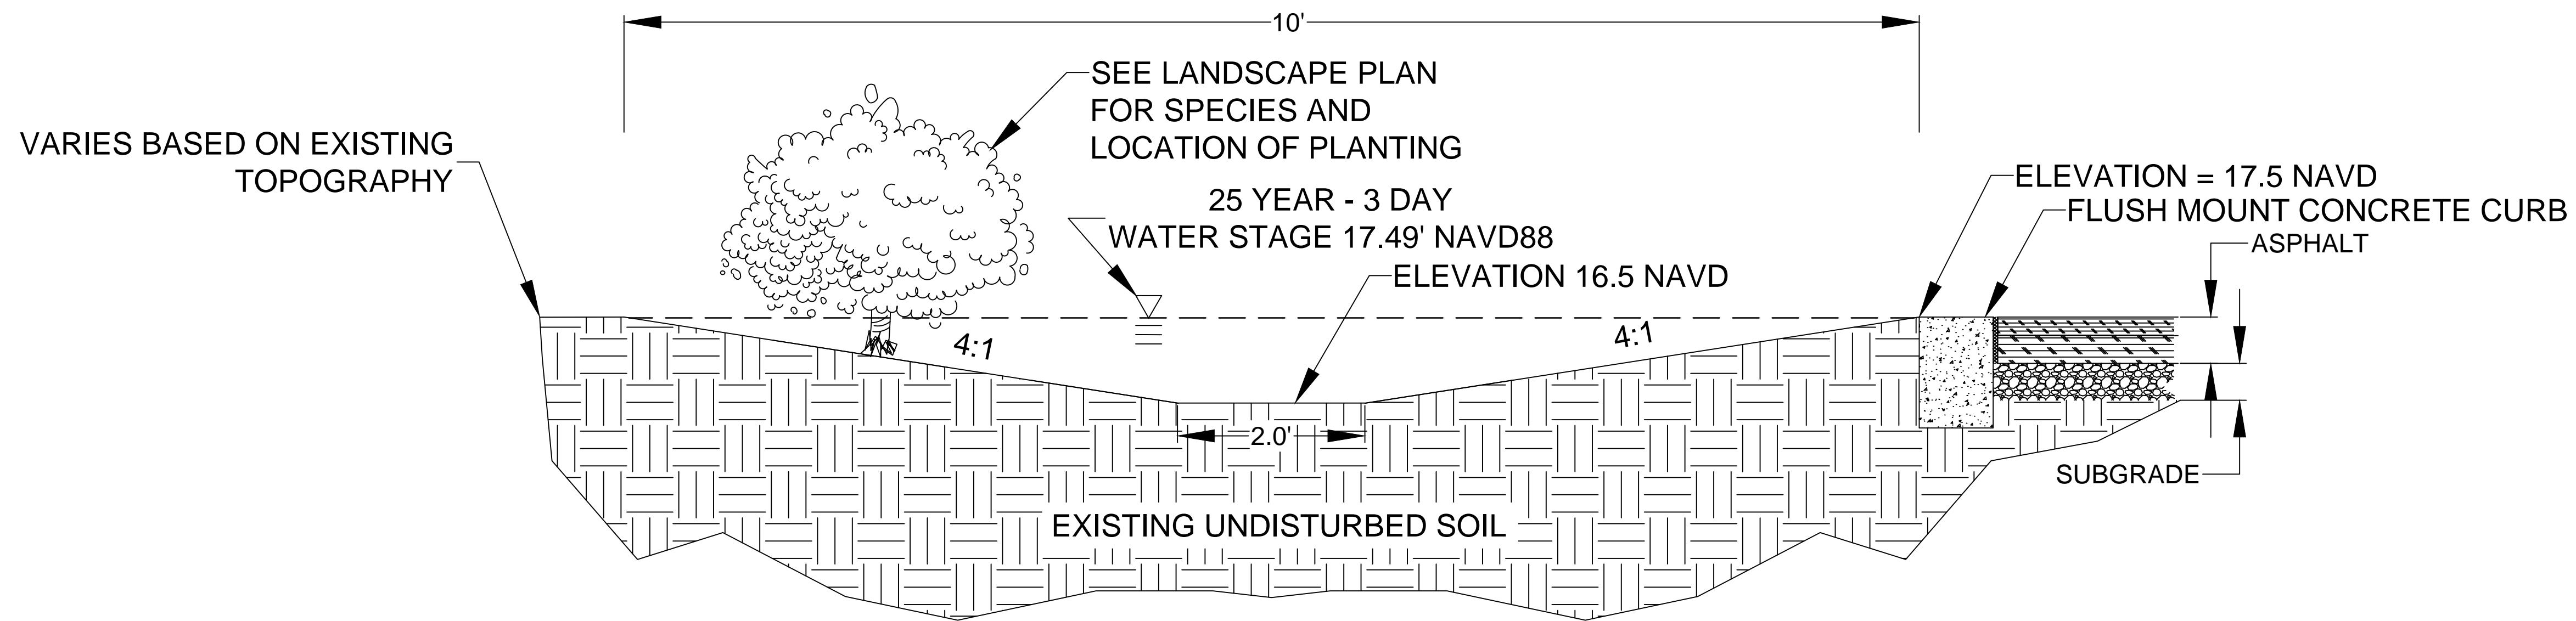 10'
SEE LANDSCAPE PLAN
FOR SPECIES AND
LOCATION OF PLANTING
VARIES BASED ON EXISTING
TOPOGRAPHY
25 YEAR - 3 DAY
WATER STAGE 17.49' NAVD88
ELEVATION = 17.5 NAVD
FLUSH MOUNT CONCRETE CURB
ASPHALT
ELEVATION 16.5 NAVD
4:1
4:1
2.0'
SUBGRADE
EXISTING UNDISTURBED SOIL